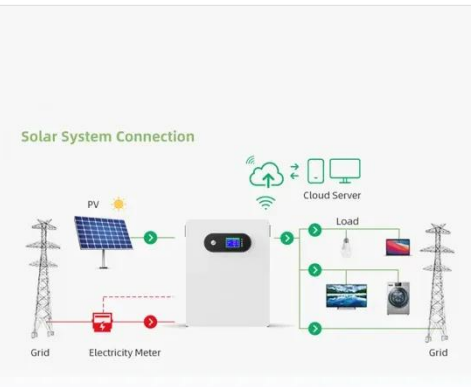 Solar System Connection
Cloud Server
PV
Load
Grid
Electricity Meter
Grid